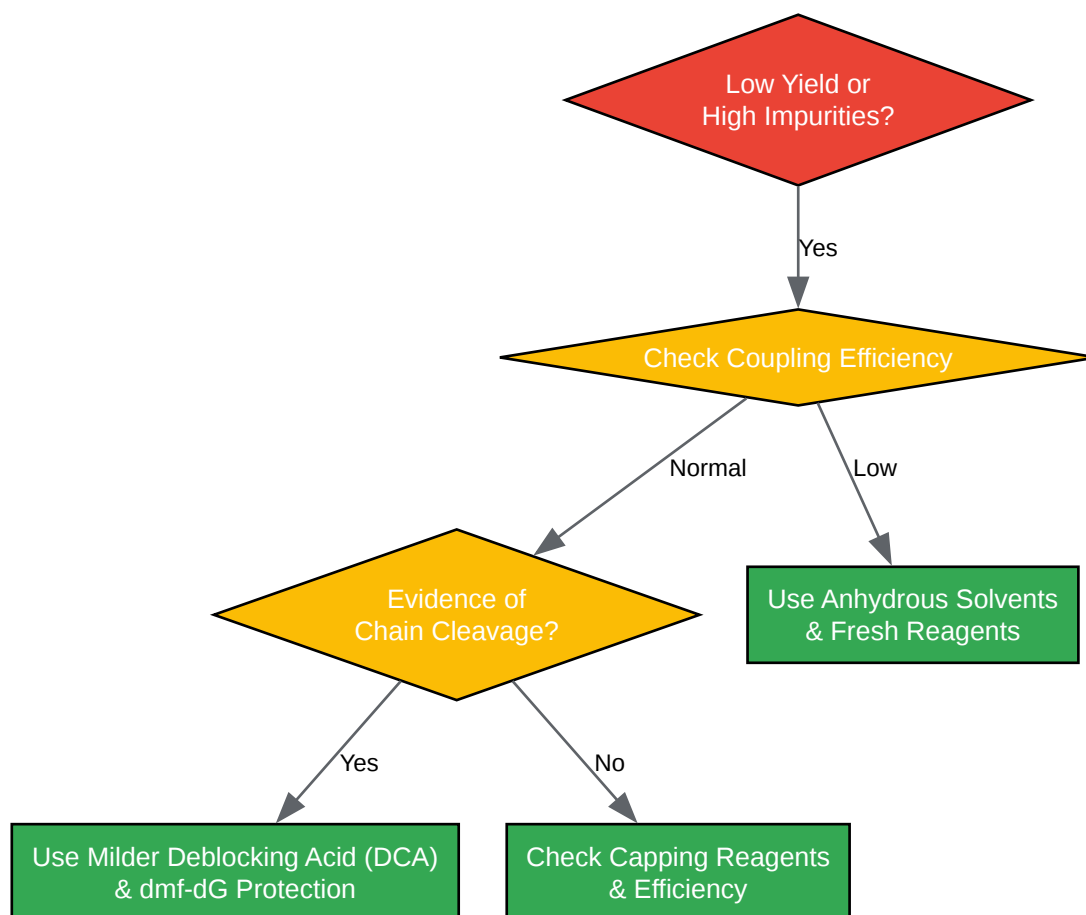 Low Yield or
High Impurities?
Yes
Check Coupling Efficiency
Normal
Low
Evidence of
Chain Cleavage?
Use Anhydrous Solvents
& Fresh Reagents
Yes
No
Use Milder Deblocking Acid (DCA)
& dmf-dG Protection
Check Capping Reagents
& Efficiency